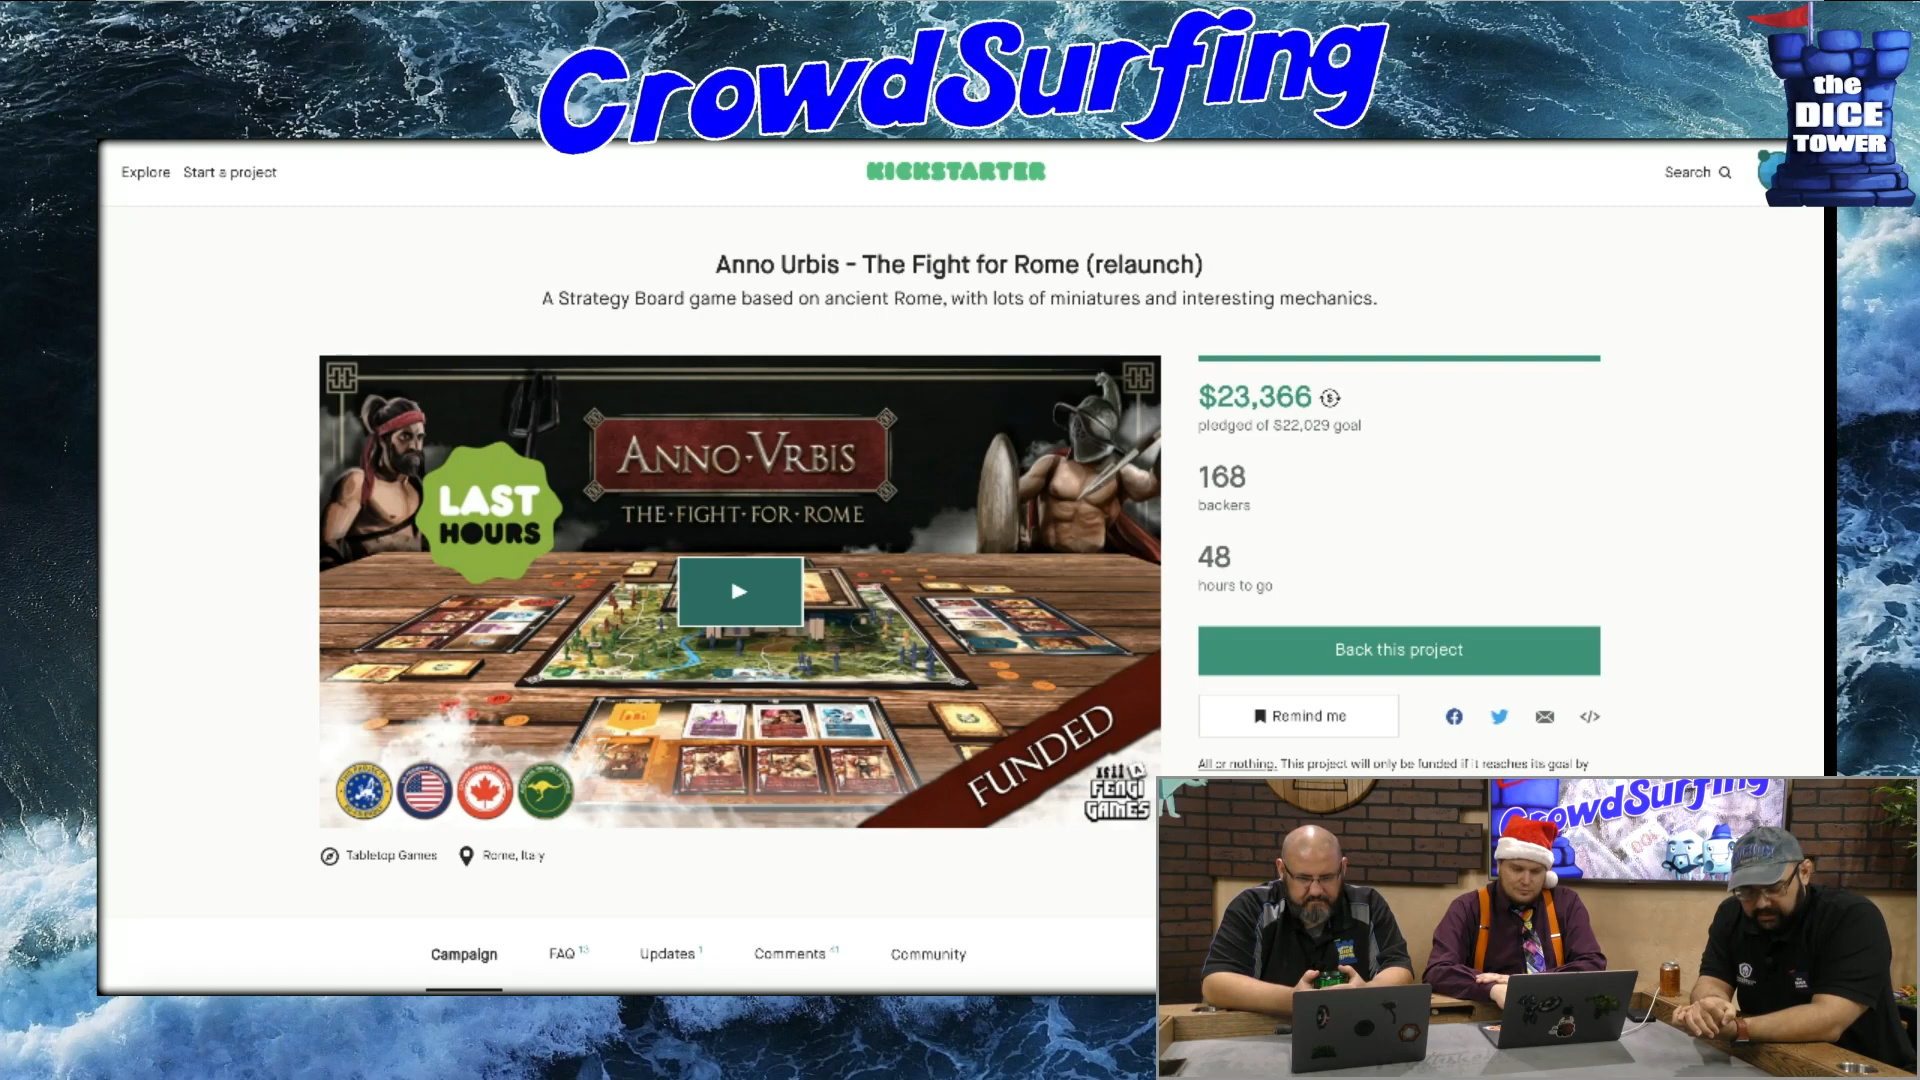 CrowdSurfing
the
DICE
TOWER
Explore Start a project
KICKSTARTER
Search
Anno Urbis - The Fight for Rome (relaunch)
A Strategy Board game based on ancient Rome, with lots of miniatures and interesting mechanics.
ANNO·VRBIS
THE·FIGHT·FOR·ROME
LAST
HOURS
FUNDED
FENGI
GAMES
$23,366
pledged of $22,029 goal
168
backers
48
hours to go
Back this project
Remind me
All or nothing. This project will only be funded if it reaches its goal by
Tabletop Games Rome, Italy
Campaign FAQ 13 Updates 1 Comments 41 Community
CrowdSurfing